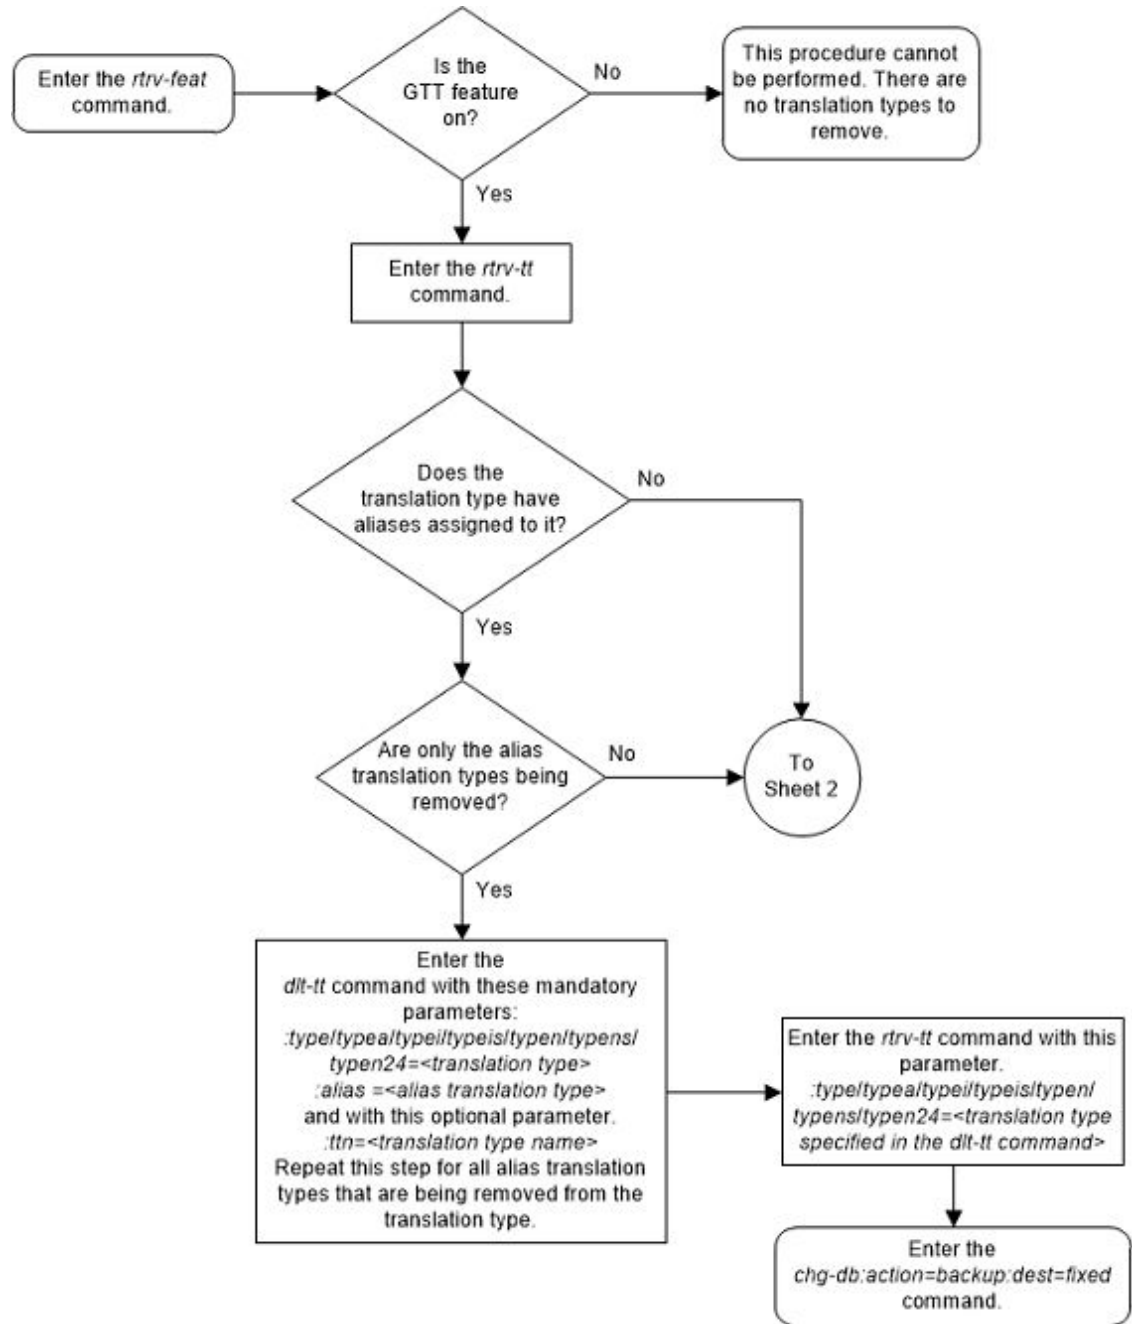 Enter the rtrv-feat
command.
Is the
GTT feature
on?
No
This procedure cannot
be performed. There are
no translation types to
remove.
Yes
Enter the rtrv-tt
command.
Does the
translation type have
aliases assigned to it?
No
Yes
Are only the alias
translation types being
removed?
No
To
Sheet 2
Yes
Enter the
dlt-tt command with these mandatory
parameters:
:type/typea/typei/typeis/typen/typens/
typen24=<translation type>
:alias =<alias translation type>
and with this optional parameter.
:ttn=<translation type name>
Repeat this step for all alias translation
types that are being removed from the
translation type.
Enter the rtrv-tt command with this
parameter.
:type/typea/typei/typeis/typen/
typens/typen24=<translation type
specified in the dlt-tt command>
Enter the
chg-db:action=backup:dest=fixed
command.